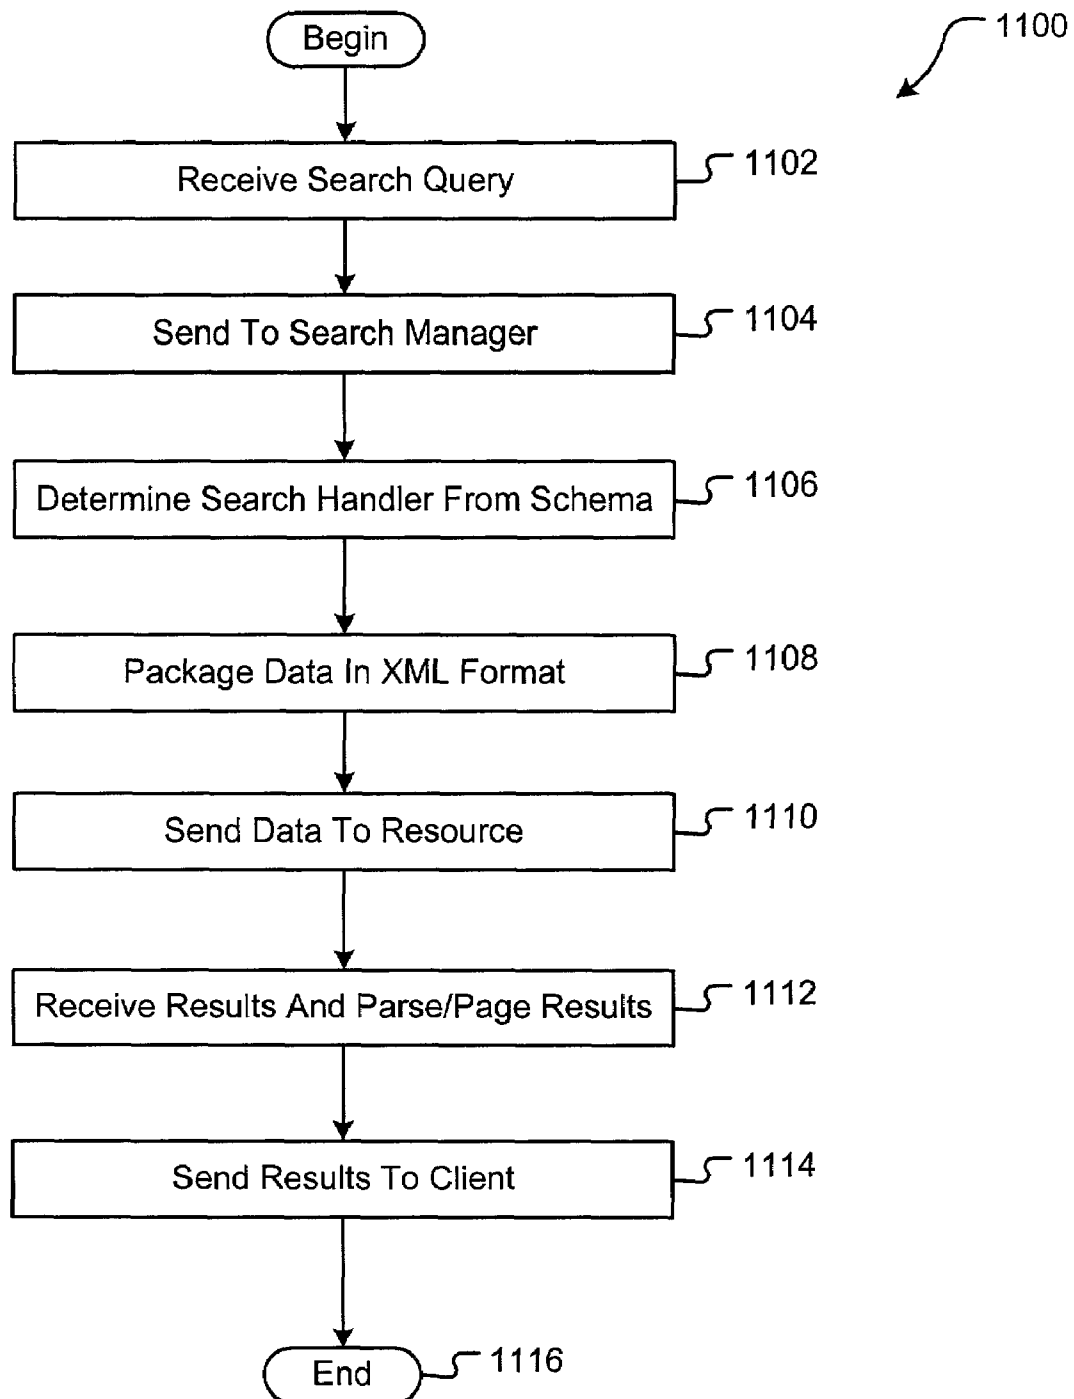 1100
Begin
Receive Search Query
1102
Send To Search Manager
1104
Determine Search Handler From Schema
1106
Package Data In XML Format
1108
Send Data To Resource
1110
Receive Results And Parse/Page Results
1112
Send Results To Client
1114
End
1116